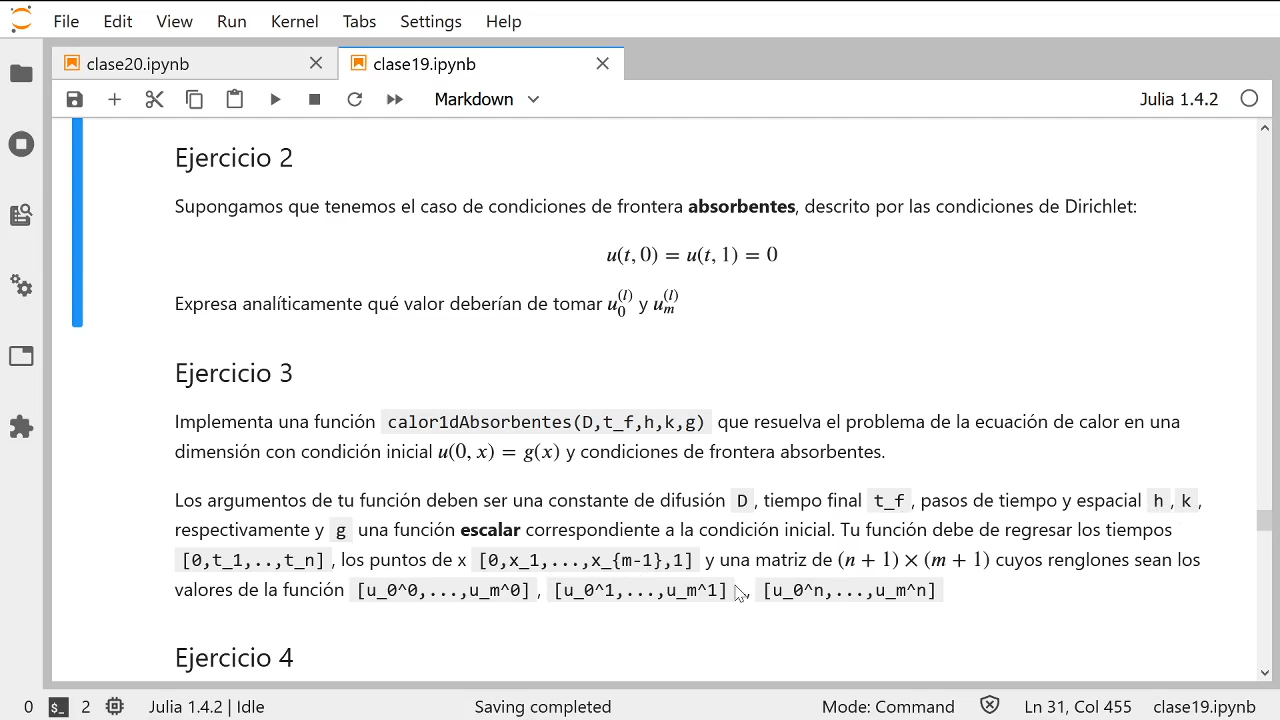 File Edit View Run Kernel Tabs Settings Help
clase20.ipynb clase19.ipynb
Markdown Julia 1.4.2
Ejercicio 2
Supongamos que tenemos el caso de condiciones de frontera absorbentes, descrito por las condiciones de Dirichlet:
u(t, 0) = u(t, 1) = 0
Expresa analíticamente qué valor deberían de tomar u_0^{(l)} y u_m^{(l)}
Ejercicio 3
Implementa una función calor1dAbsorbentes(D,t_f,h,k,g) que resuelva el problema de la ecuación de calor en una
dimensión con condición inicial u(0, x) = g(x) y condiciones de frontera absorbentes.
Los argumentos de tu función deben ser una constante de difusión D , tiempo final t_f , pasos de tiempo y espacial h , k ,
respectivamente y g una función escalar correspondiente a la condición inicial. Tu función debe de regresar los tiempos
[0,t_1,..,t_n] , los puntos de x [0,x_1,...,x_{m-1},1] y una matriz de (n + 1) × (m + 1) cuyos renglones sean los
valores de la función [u_0^0,...,u_m^0] , [u_0^1,...,u_m^1] , [u_0^n,...,u_m^n]
Ejercicio 4
0 $_ 2 Julia 1.4.2 | Idle Saving completed Mode: Command Ln 31, Col 455 clase19.ipynb